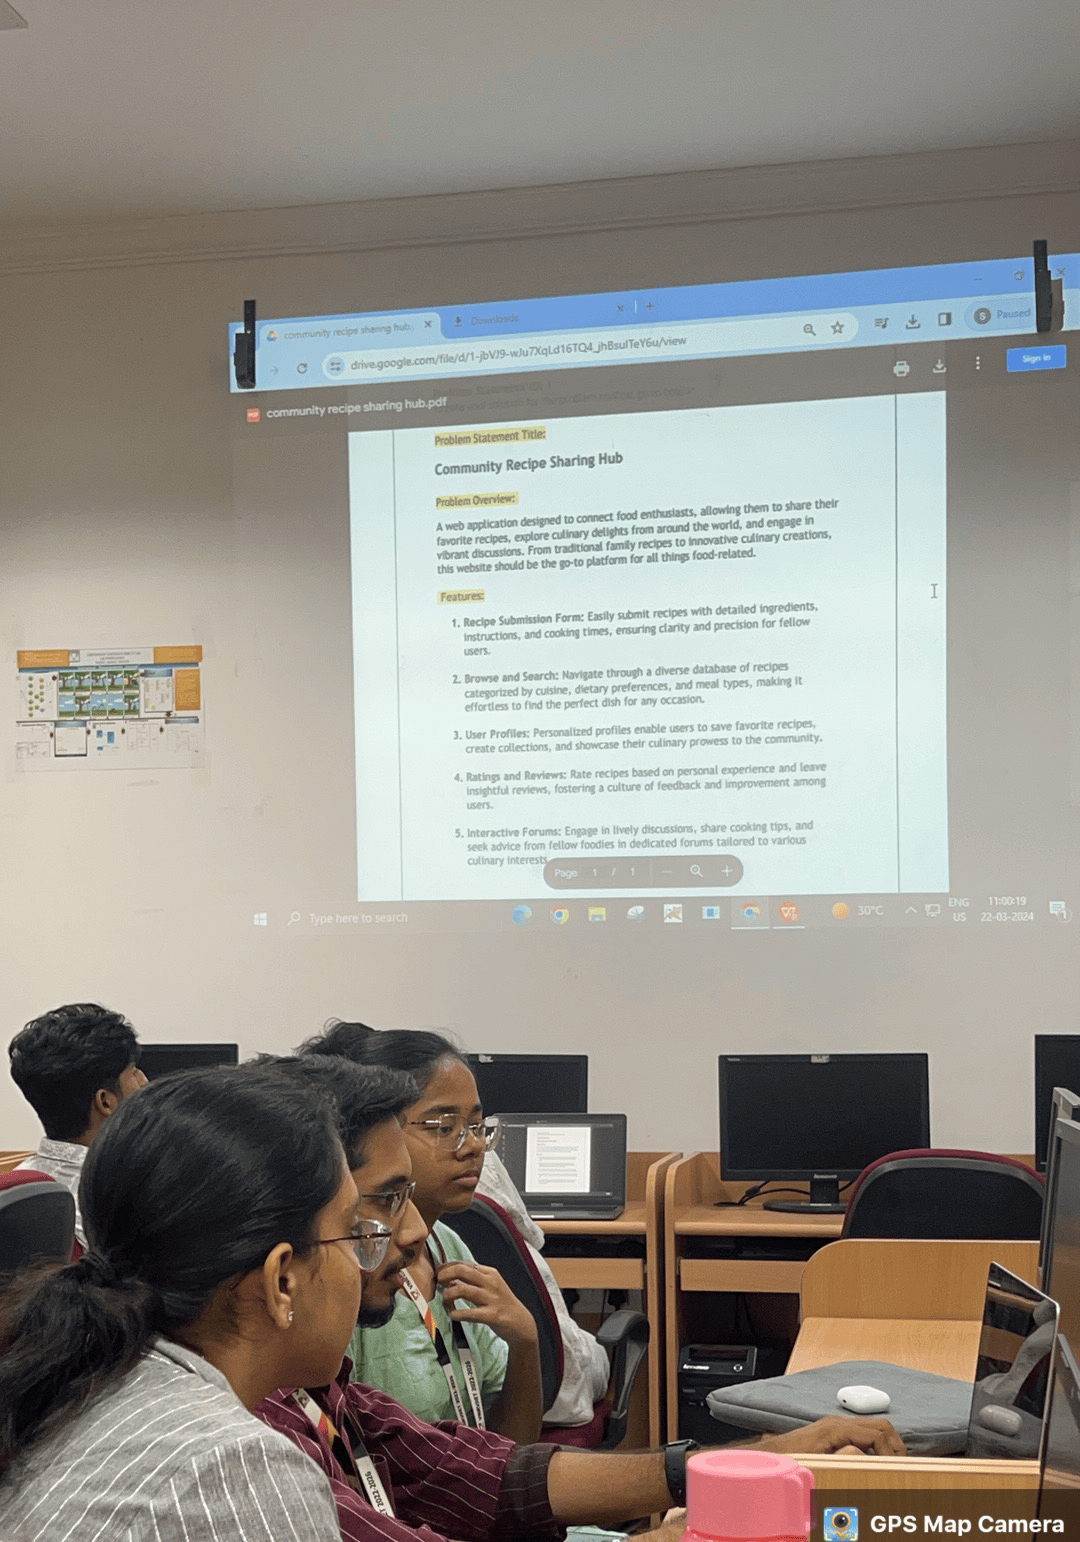 community recipe sharing hub
Downloads
drive.google.com/file/d/1-jbVJ9-wJu7XqLd16TQ4_jhBsulTeY6u/view
S Paused
Sign in
PDF community recipe sharing hub.pdf
Problem Statement Title:
Community Recipe Sharing Hub
Problem Overview:
A web application designed to connect food enthusiasts, allowing them to share their
favorite recipes, explore culinary delights from around the world, and engage in
vibrant discussions. From traditional family recipes to innovative culinary creations,
this website should be the go-to platform for all things food-related.
Features:
1. Recipe Submission Form: Easily submit recipes with detailed ingredients,
instructions, and cooking times, ensuring clarity and precision for fellow
users.
2. Browse and Search: Navigate through a diverse database of recipes
categorized by cuisine, dietary preferences, and meal types, making it
effortless to find the perfect dish for any occasion.
3. User Profiles: Personalized profiles enable users to save favorite recipes,
create collections, and showcase their culinary prowess to the community.
4. Ratings and Reviews: Rate recipes based on personal experience and leave
insightful reviews, fostering a culture of feedback and improvement among
users.
5. Interactive Forums: Engage in lively discussions, share cooking tips, and
seek advice from fellow foodies in dedicated forums tailored to various
culinary interests
Page 1 / 1
Type here to search
30°C
ENG
US
11:00:19
22-03-2024
lenovo
2022-2026
GPS Map Camera